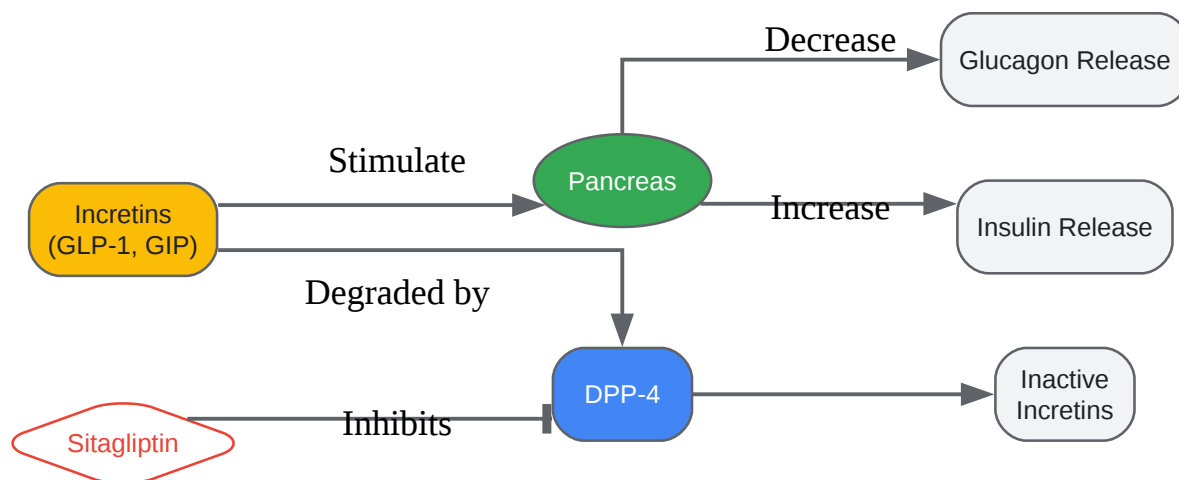 Decrease
Glucagon Release
Stimulate
Pancreas
Incretins
(GLP-1, GIP)
Increase
Insulin Release
Degraded by
DPP-4
Inactive
Incretins
Inhibits
Sitagliptin